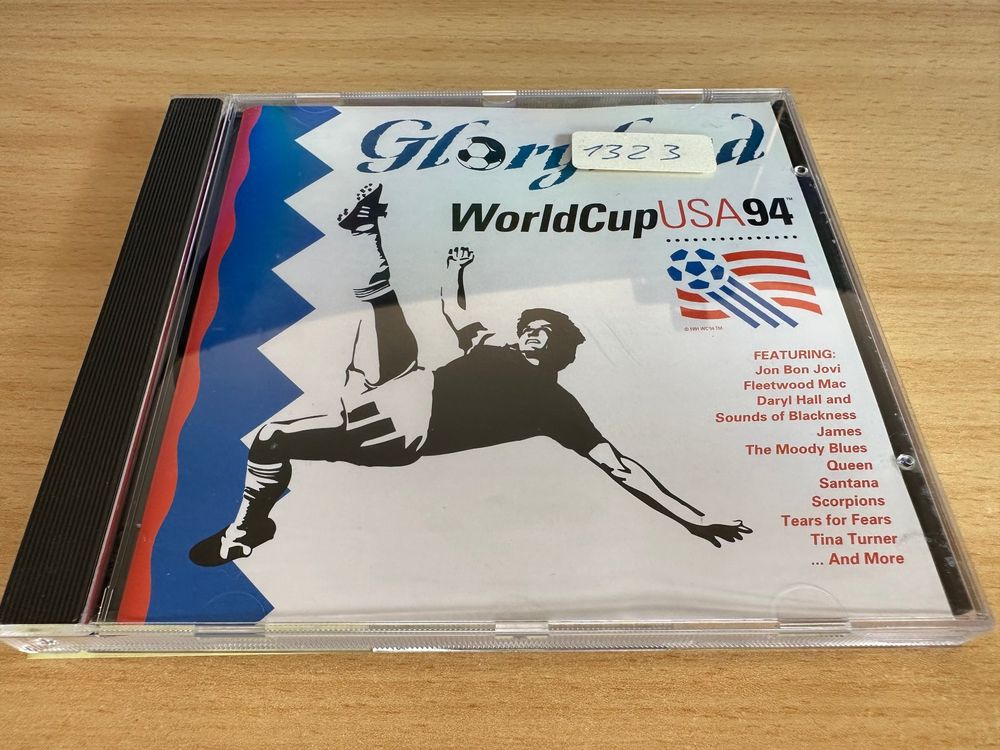 Glory
1323
d
WorldCupUSA94™
© 1991 WC'94 TM.
FEATURING:
Jon Bon Jovi
Fleetwood Mac
Daryl Hall and
Sounds of Blackness
James
The Moody Blues
Queen
Santana
Scorpions
Tears for Fears
Tina Turner
... And More